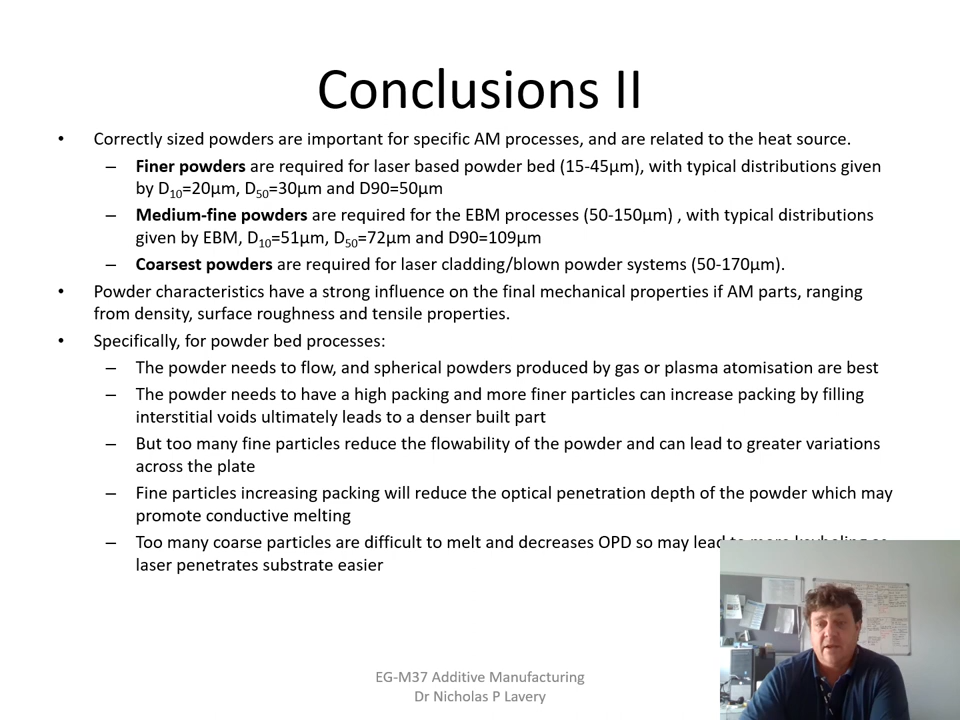 Conclusions II
• Correctly sized powders are important for specific AM processes, and are related to the heat source.
– Finer powders are required for laser based powder bed (15-45µm), with typical distributions given
by D10=20µm, D50=30µm and D90=50µm
– Medium-fine powders are required for the EBM processes (50-150µm) , with typical distributions
given by EBM, D10=51µm, D50=72µm and D90=109µm
– Coarsest powders are required for laser cladding/blown powder systems (50-170µm).
• Powder characteristics have a strong influence on the final mechanical properties if AM parts, ranging
from density, surface roughness and tensile properties.
• Specifically, for powder bed processes:
– The powder needs to flow, and spherical powders produced by gas or plasma atomisation are best
– The powder needs to have a high packing and more finer particles can increase packing by filling
interstitial voids ultimately leads to a denser built part
– But too many fine particles reduce the flowability of the powder and can lead to greater variations
across the plate
– Fine particles increasing packing will reduce the optical penetration depth of the powder which may
promote conductive melting
– Too many coarse particles are difficult to melt and decreases OPD so may lead to more keyholing as
laser penetrates substrate easier
EG-M37 Additive Manufacturing
Dr Nicholas P Lavery